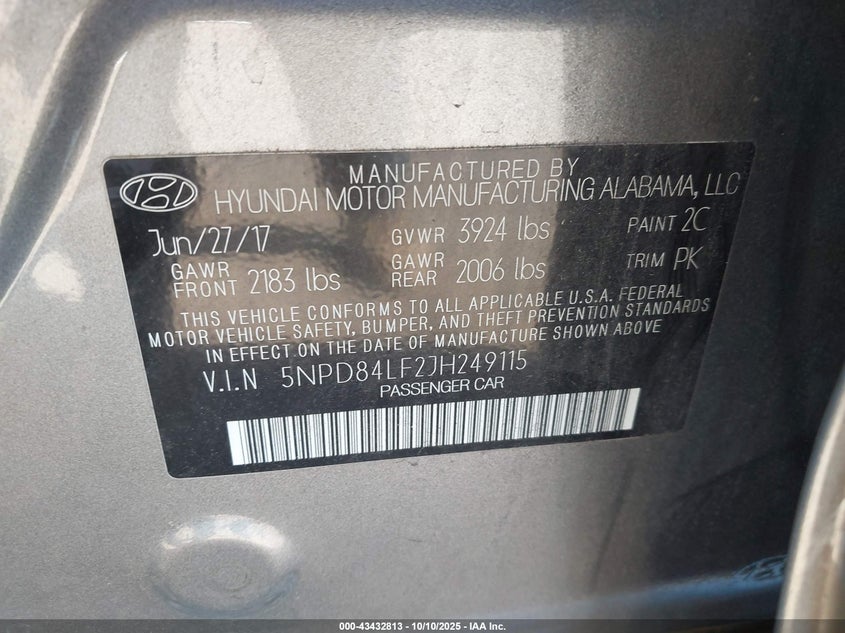 MANUFACTURED BY
HYUNDAI MOTOR MANUFACTURING ALABAMA, LLC
Jun/27/17 GVWR 3924 lbs PAINT 2C
GAWR FRONT 2183 lbs GAWR REAR 2006 lbs TRIM PK
THIS VEHICLE CONFORMS TO ALL APPLICABLE U.S.A. FEDERAL
MOTOR VEHICLE SAFETY, BUMPER, AND THEFT PREVENTION STANDARDS
IN EFFECT ON THE DATE OF MANUFACTURE SHOWN ABOVE
V.I.N 5NPD84LF2JH249115
PASSENGER CAR
000-43432813 - 10/10/2025 - IAA Inc.